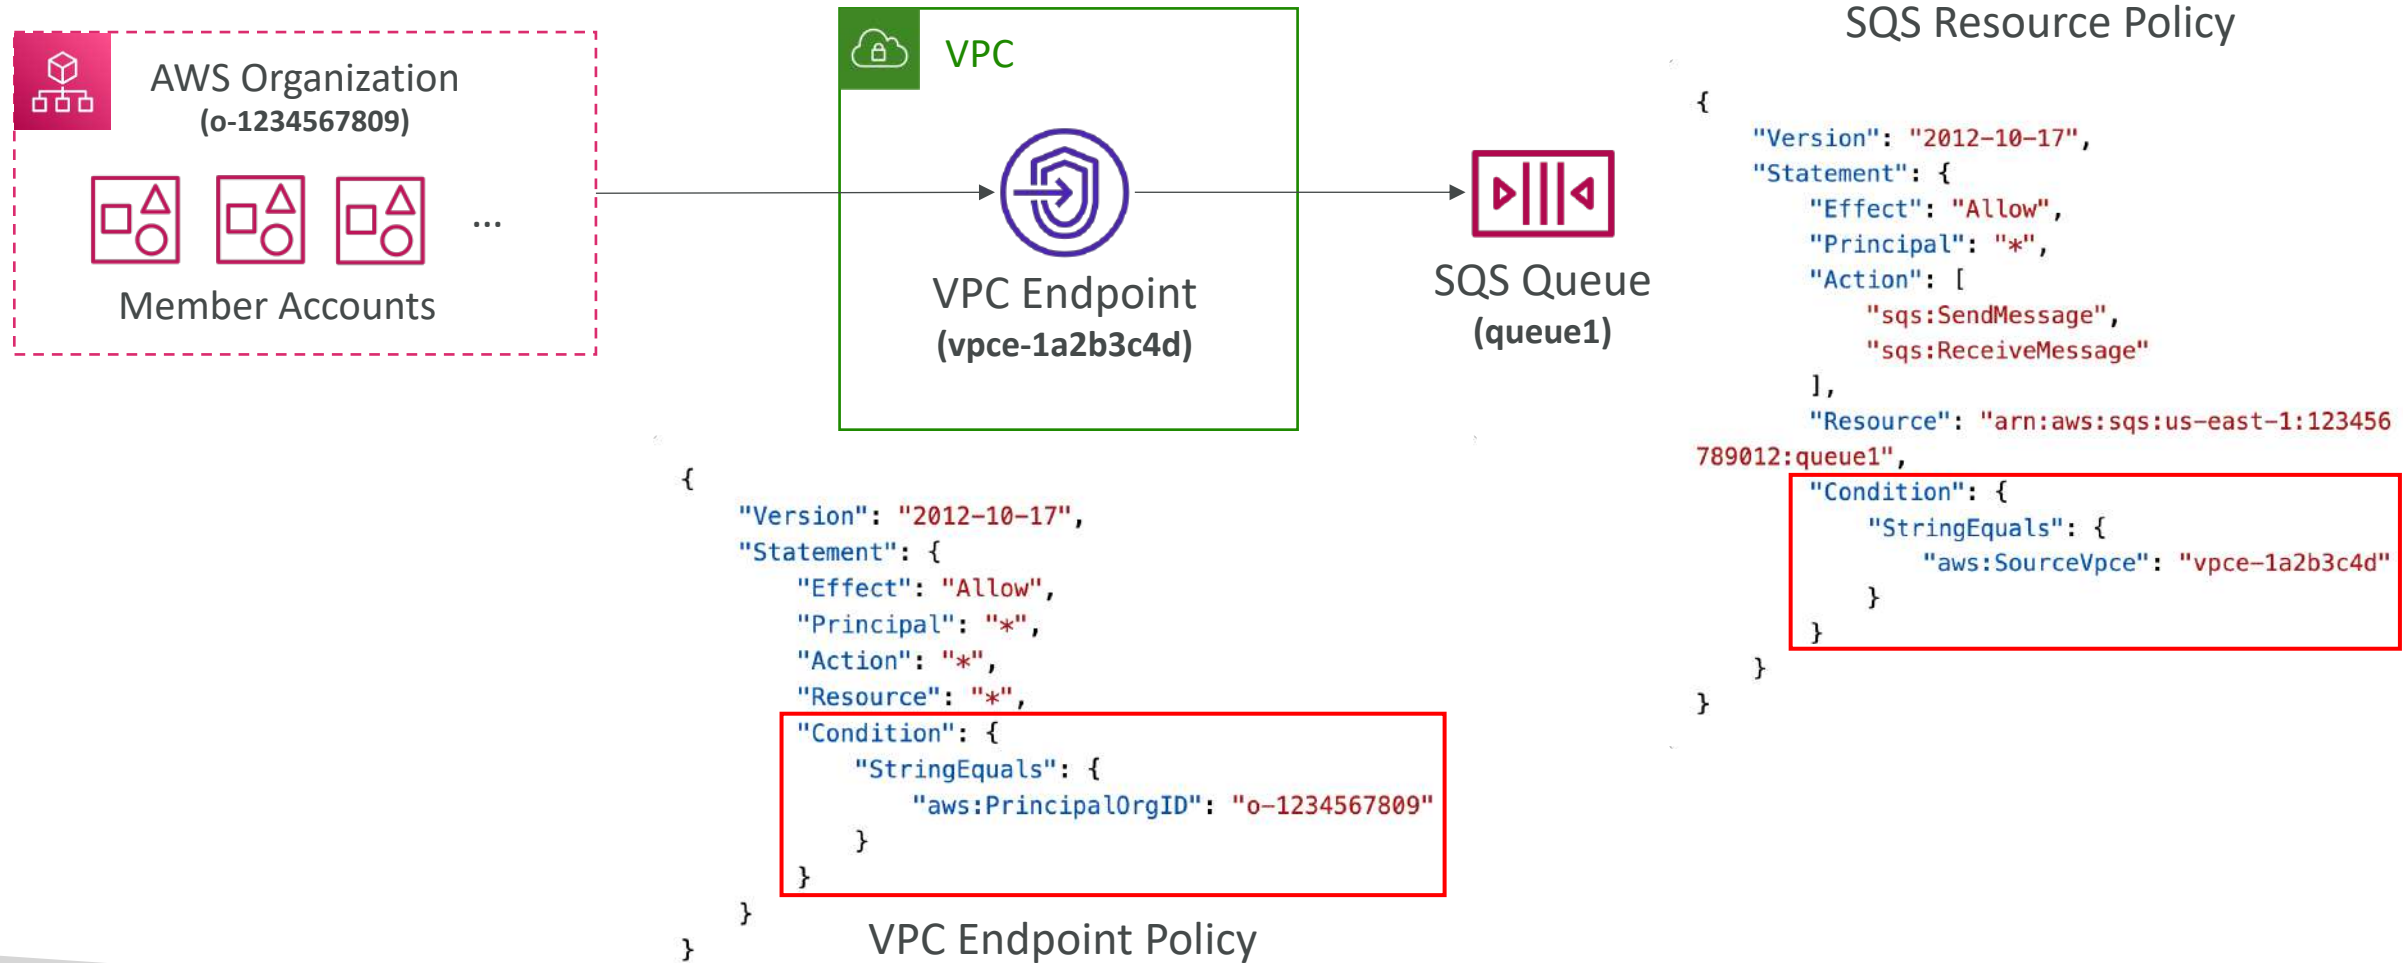 AWS Organization
(o-1234567809)
...
Member Accounts
VPC
VPC Endpoint
(vpce-1a2b3c4d)
SQS Queue
(queue1)
SQS Resource Policy
{
"Version": "2012-10-17",
"Statement": {
"Effect": "Allow",
"Principal": "*",
"Action": [
"sqs:SendMessage",
"sqs:ReceiveMessage"
],
"Resource": "arn:aws:sqs:us-east-1:123456
789012:queue1",
"Condition": {
"StringEquals": {
"aws:SourceVpce": "vpce-1a2b3c4d"
}
}
}
}
{
"Version": "2012-10-17",
"Statement": {
"Effect": "Allow",
"Principal": "*",
"Action": "*",
"Resource": "*",
"Condition": {
"StringEquals": {
"aws:PrincipalOrgID": "o-1234567809"
}
}
}
}
VPC Endpoint Policy